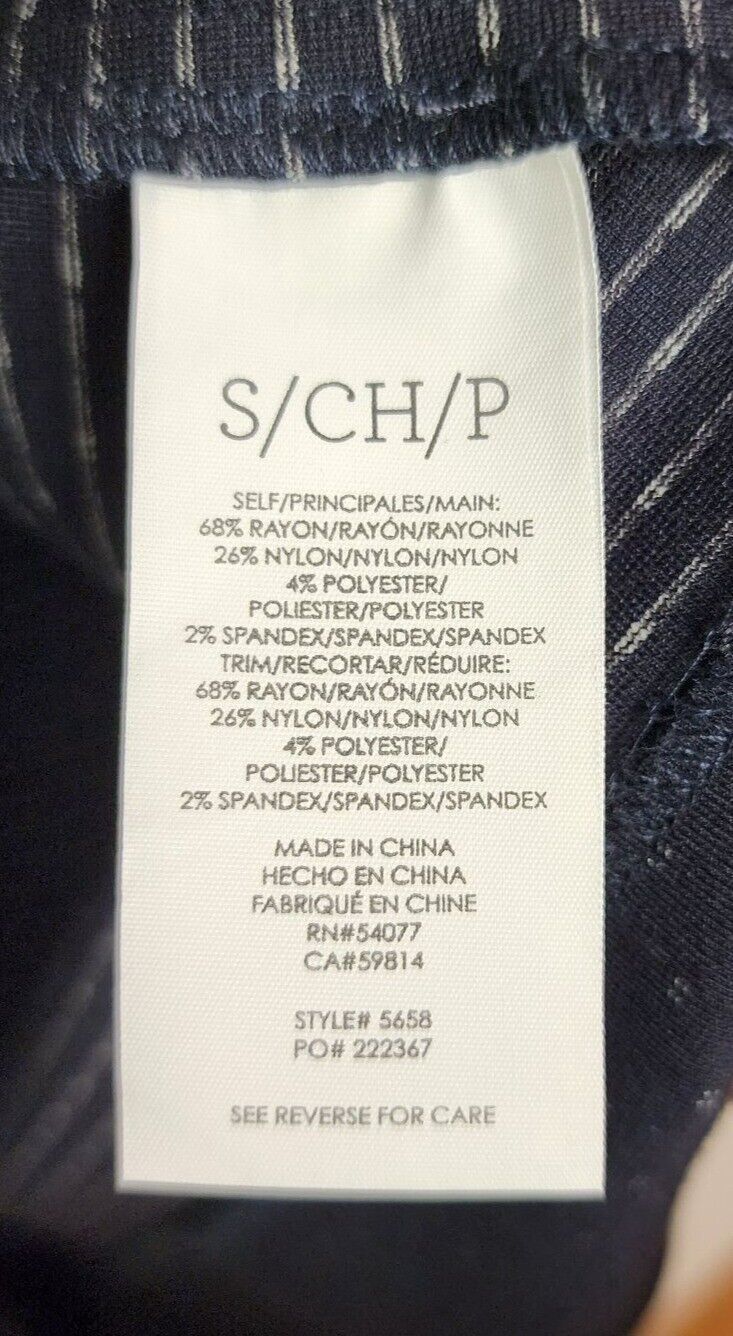 S/CH/P
SELF/PRINCIPALES/MAIN:
68% RAYON/RAYÓN/RAYONNE
26% NYLON/NYLON/NYLON
4% POLYESTER/
POLIESTER/POLYESTER
2% SPANDEX/SPANDEX/SPANDEX
TRIM/RECORTAR/RÉDUIRE:
68% RAYON/RAYÓN/RAYONNE
26% NYLON/NYLON/NYLON
4% POLYESTER/
POLIESTER/POLYESTER
2% SPANDEX/SPANDEX/SPANDEX
MADE IN CHINA
HECHO EN CHINA
FABRIQUÉ EN CHINE
RN#54077
CA#59814
STYLE# 5658
PO# 222367
SEE REVERSE FOR CARE